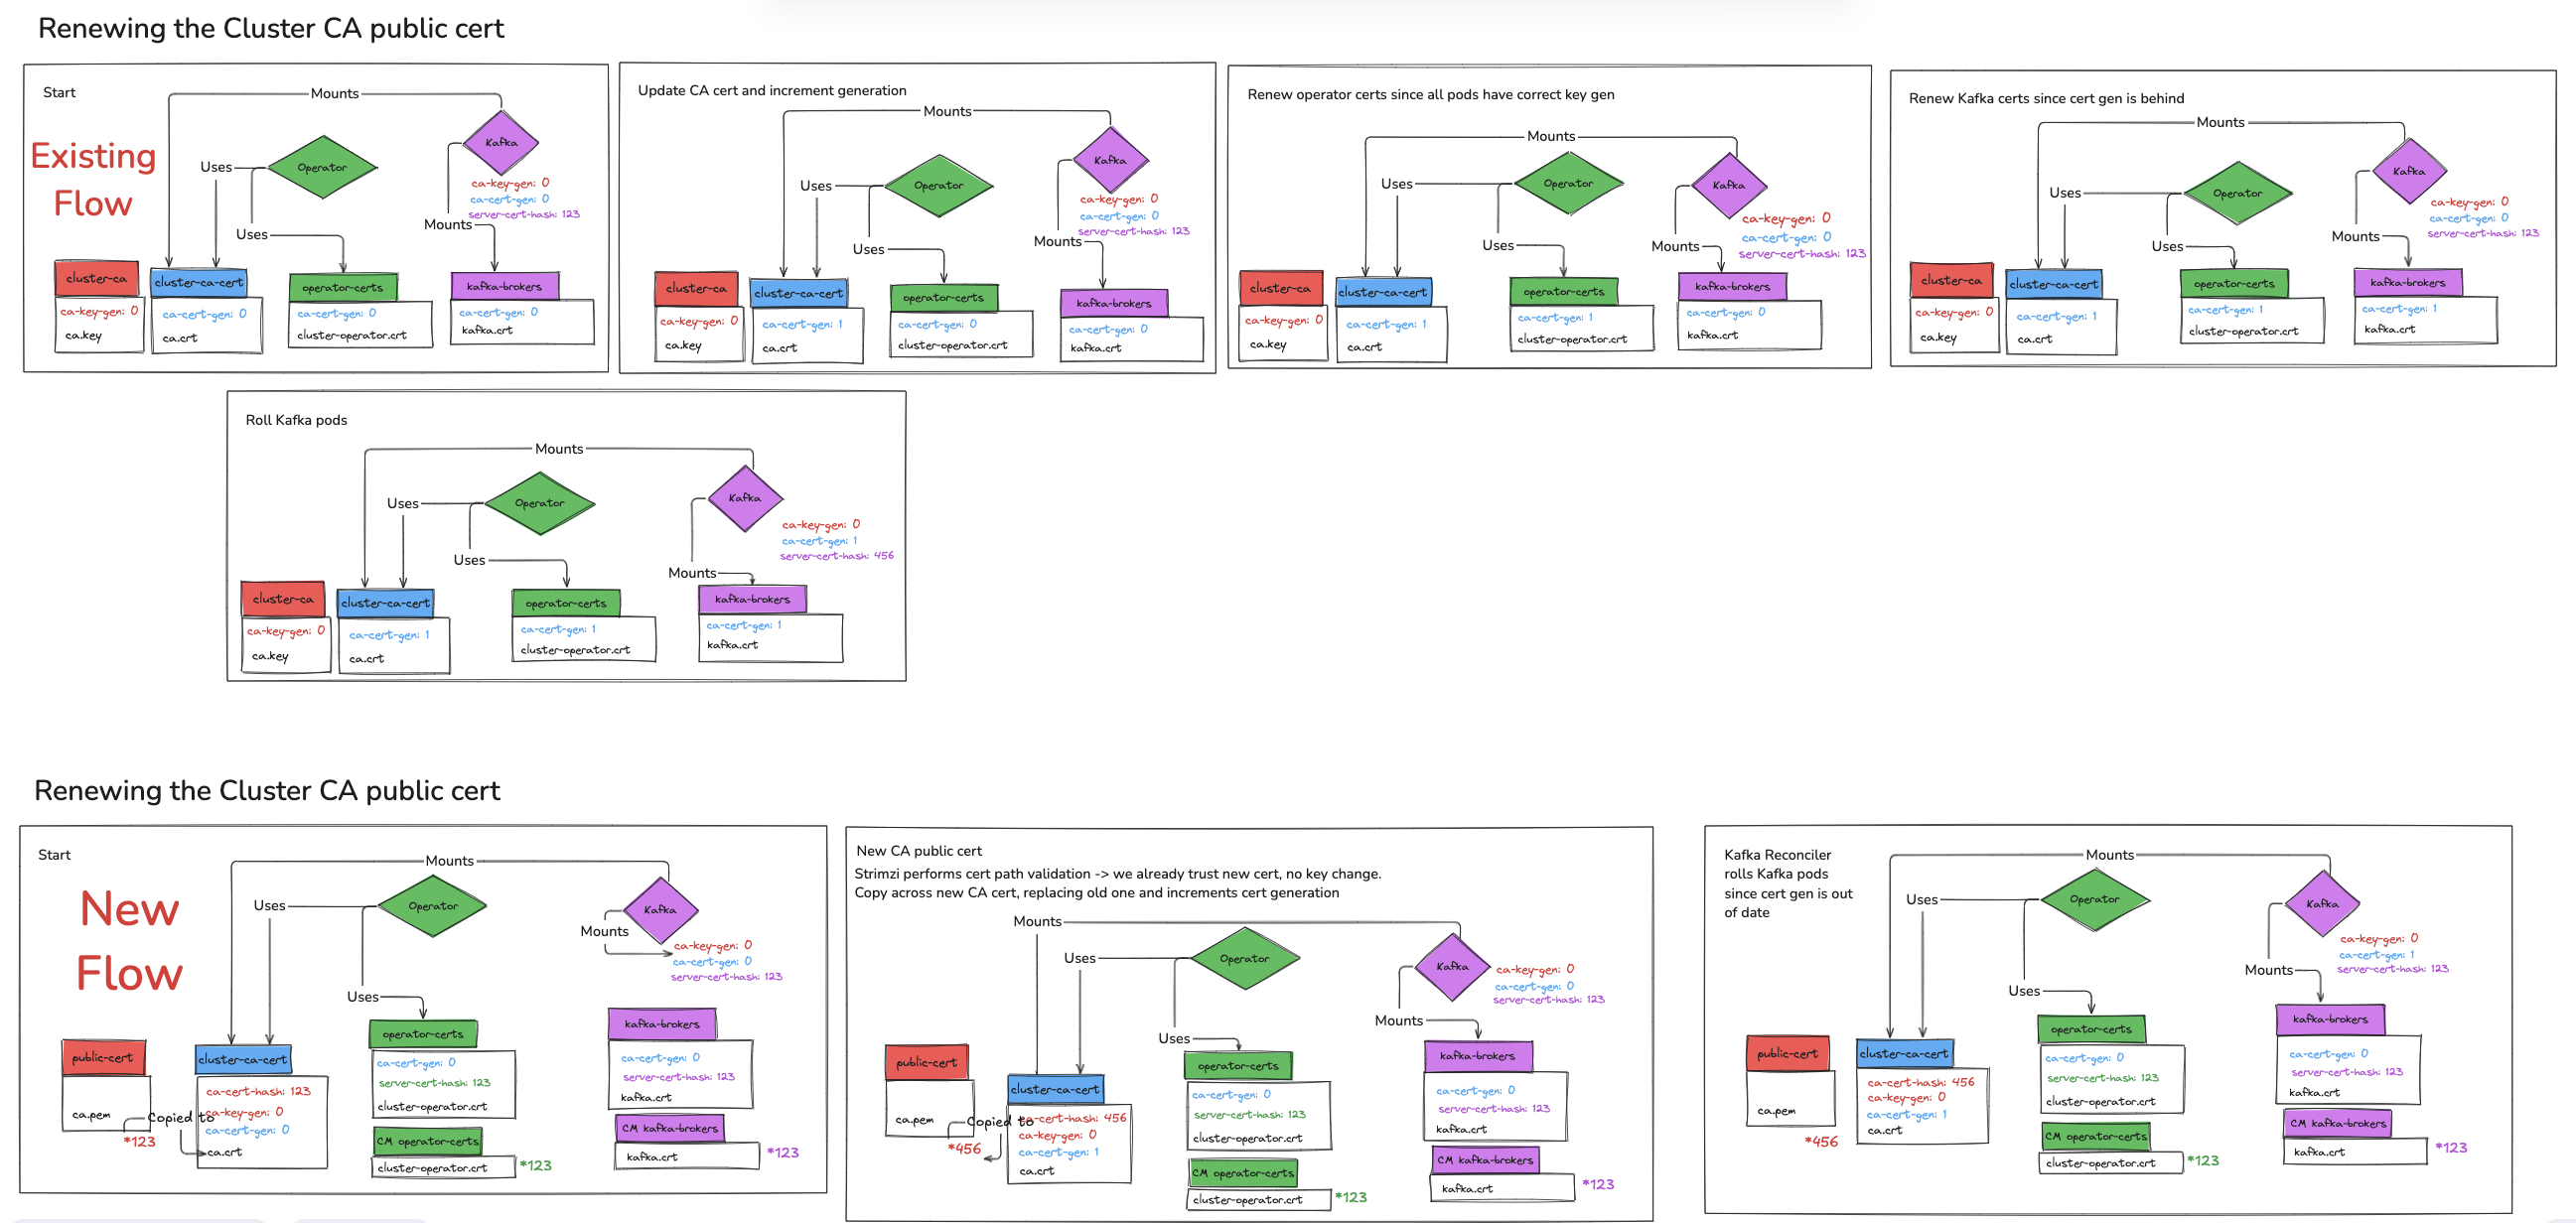 Renewing the Cluster CA public cert
Start
Existing
Flow
Mounts
Kafka
Operator
Uses
ca-key-gen: 0
ca-cert-gen: 0
server-cert-hash: 123
Mounts
Uses
cluster-ca
ca-key-gen: 0
ca.key
cluster-ca-cert
ca-cert-gen: 0
ca.crt
operator-certs
ca-cert-gen: 0
cluster-operator.crt
kafka-brokers
ca-cert-gen: 0
kafka.crt
Update CA cert and increment generation
Mounts
Kafka
Operator
Uses
ca-key-gen: 0
ca-cert-gen: 0
server-cert-hash: 123
Mounts
Uses
cluster-ca
ca-key-gen: 0
ca.key
cluster-ca-cert
ca-cert-gen: 1
ca.crt
operator-certs
ca-cert-gen: 0
cluster-operator.crt
kafka-brokers
ca-cert-gen: 0
kafka.crt
Renew operator certs since all pods have correct key gen
Mounts
Kafka
Operator
Uses
ca-key-gen: 0
ca-cert-gen: 0
server-cert-hash: 123
Mounts
Uses
cluster-ca
ca-key-gen: 0
ca.key
cluster-ca-cert
ca-cert-gen: 1
ca.crt
operator-certs
ca-cert-gen: 1
cluster-operator.crt
kafka-brokers
ca-cert-gen: 0
kafka.crt
Renew Kafka certs since cert gen is behind
Mounts
Kafka
Operator
Uses
ca-key-gen: 0
ca-cert-gen: 0
server-cert-hash: 123
Mounts
Uses
cluster-ca
ca-key-gen: 0
ca.key
cluster-ca-cert
ca-cert-gen: 1
ca.crt
operator-certs
ca-cert-gen: 1
cluster-operator.crt
kafka-brokers
ca-cert-gen: 1
kafka.crt
Roll Kafka pods
Mounts
Kafka
Operator
Uses
ca-key-gen: 0
ca-cert-gen: 1
server-cert-hash: 456
Uses
Mounts
cluster-ca
ca-key-gen: 0
ca.key
cluster-ca-cert
ca-cert-gen: 1
ca.crt
operator-certs
ca-cert-gen: 1
cluster-operator.crt
kafka-brokers
ca-cert-gen: 1
kafka.crt
Renewing the Cluster CA public cert
Start
New
Flow
Mounts
Uses
Operator
Kafka
Mounts
ca-key-gen: 0
ca-cert-gen: 0
server-cert-hash: 123
Uses
public-cert
ca.pem
*123
Copied to
cluster-ca-cert
ca-cert-hash: 123
ca-key-gen: 0
ca-cert-gen: 0
ca.crt
operator-certs
ca-cert-gen: 0
server-cert-hash: 123
cluster-operator.crt
CM operator-certs
cluster-operator.crt
*123
kafka-brokers
ca-cert-gen: 0
server-cert-hash: 123
kafka.crt
CM kafka-brokers
kafka.crt
*123
New CA public cert
Strimzi performs cert path validation -> we already trust new cert, no key change.
Copy across new CA cert, replacing old one and increments cert generation
Mounts
Uses
Operator
Kafka
ca-key-gen: 0
ca-cert-gen: 0
server-cert-hash: 123
Mounts
Uses
public-cert
ca.pem
*456
Copied to
cluster-ca-cert
ca-cert-hash: 456
ca-key-gen: 0
ca-cert-gen: 1
ca.crt
operator-certs
ca-cert-gen: 0
server-cert-hash: 123
cluster-operator.crt
CM operator-certs
cluster-operator.crt
*123
kafka-brokers
ca-cert-gen: 0
server-cert-hash: 123
kafka.crt
CM kafka-brokers
kafka.crt
*123
Kafka Reconciler
rolls Kafka pods
since cert gen is out
of date
Mounts
Uses
Operator
Kafka
ca-key-gen: 0
ca-cert-gen: 1
server-cert-hash: 123
Mounts
Uses
public-cert
ca.pem
*456
cluster-ca-cert
ca-cert-hash: 456
ca-key-gen: 0
ca-cert-gen: 1
ca.crt
operator-certs
ca-cert-gen: 0
server-cert-hash: 123
cluster-operator.crt
CM operator-certs
cluster-operator.crt
*123
kafka-brokers
ca-cert-gen: 0
server-cert-hash: 123
kafka.crt
CM kafka-brokers
kafka.crt
*123